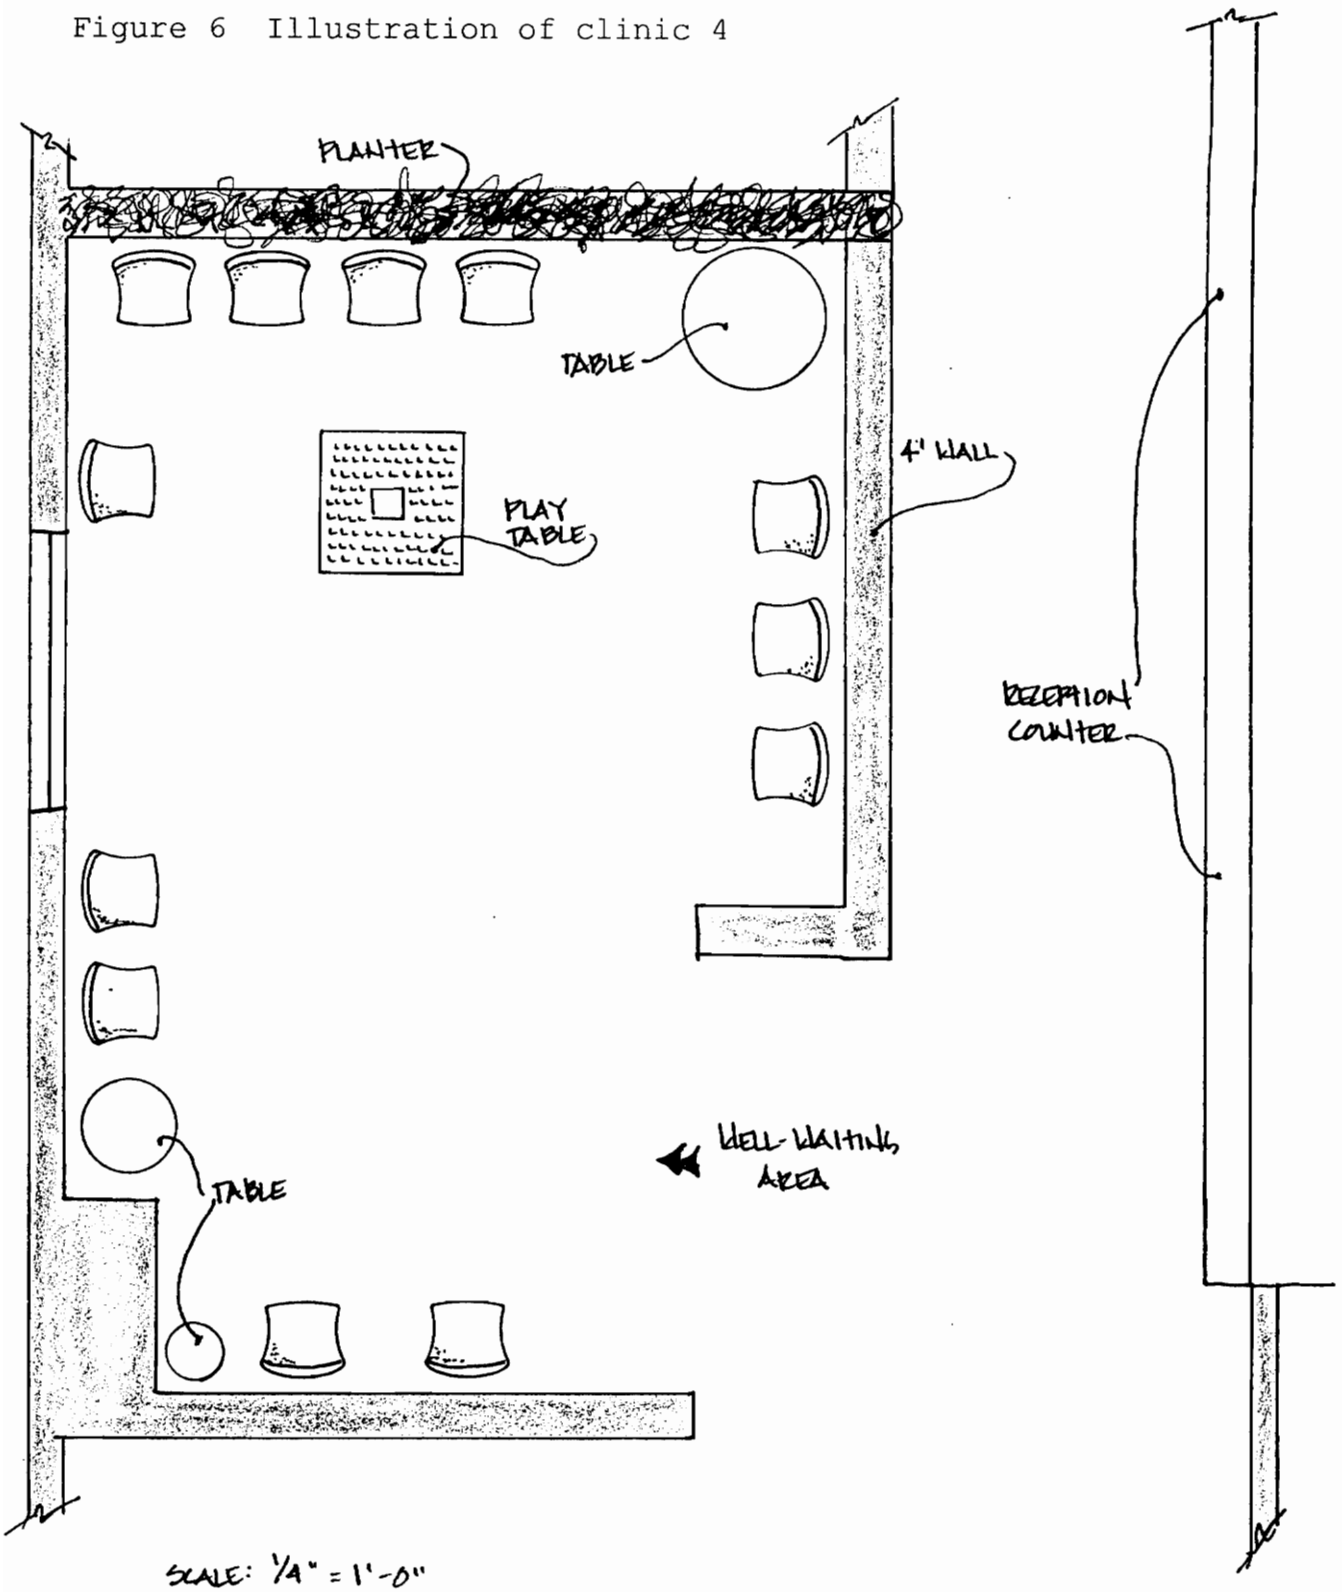 Figure 6 Illustration of clinic 4
PLANTER
TABLE
4" WALL
PLAY
TABLE
RECEPTION
COUNTER
WELL-WAITING
AREA
TABLE
SCALE: 1/4" = 1'-0"